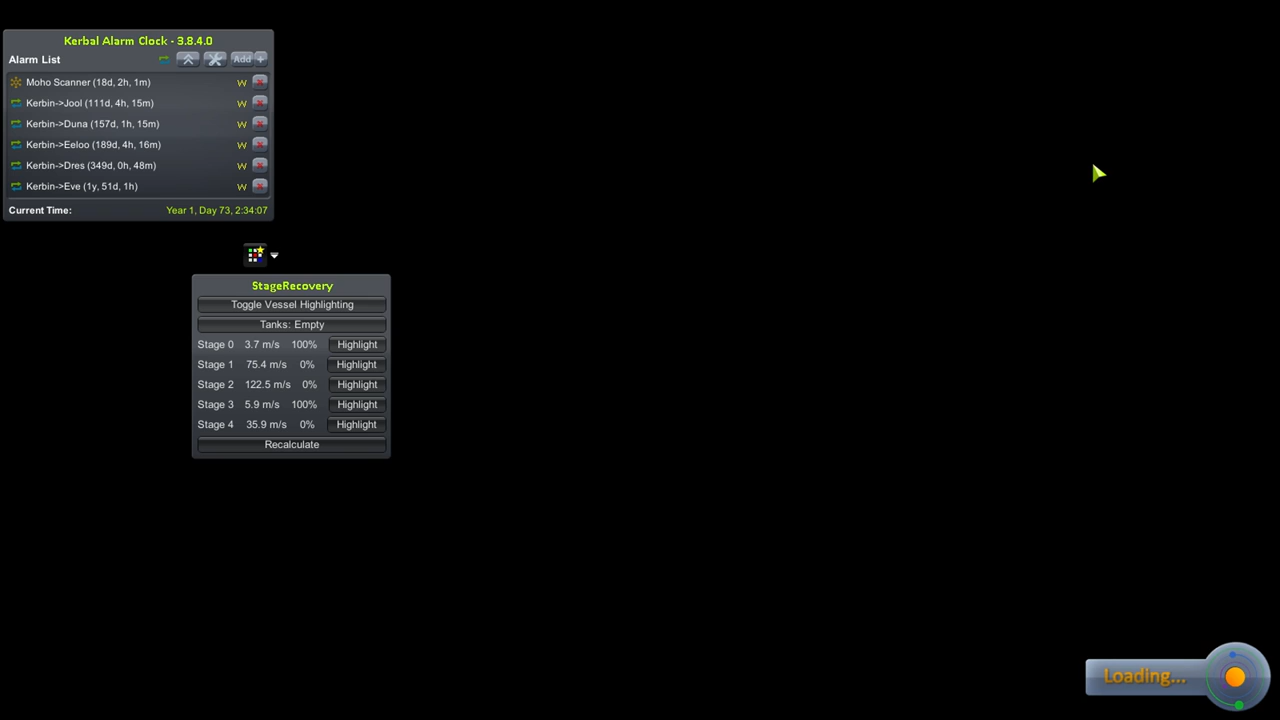 Kerbal Alarm Clock - 3.8.4.0
Alarm List Add +
Moho Scanner (18d, 2h, 1m) W
Kerbin->Jool (111d, 4h, 15m) W
Kerbin->Duna (157d, 1h, 15m) W
Kerbin->Eeloo (189d, 4h, 16m) W
Kerbin->Dres (349d, 0h, 48m) W
Kerbin->Eve (1y, 51d, 1h) W
Current Time: Year 1, Day 73, 2:34:07
StageRecovery
Toggle Vessel Highlighting
Tanks: Empty
Stage 0 3.7 m/s 100% Highlight
Stage 1 75.4 m/s 0% Highlight
Stage 2 122.5 m/s 0% Highlight
Stage 3 5.9 m/s 100% Highlight
Stage 4 35.9 m/s 0% Highlight
Recalculate
Loading...